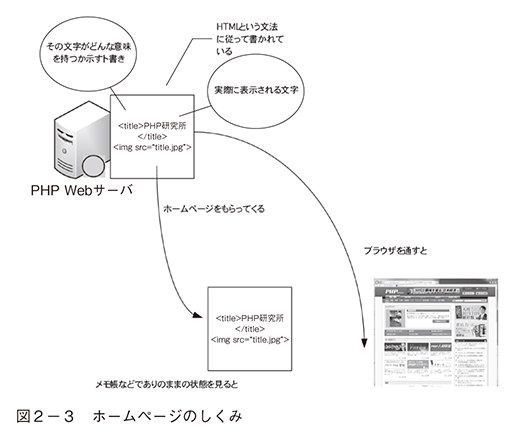 HTMLという文法
に従って書かれて
いる
その文字がどんな意味
を持つか示すト書き
実際に表示される文字
<title>PHP研究所
</title>
<img src="title.jpg">
PHP Webサーバ
ホームページをもらってくる
ブラウザを通すと
<title>PHP研究所
</title>
<img src="title.jpg">
PHP
メモ帳などでありのままの状態を見ると
図2－3　ホームページのしくみ